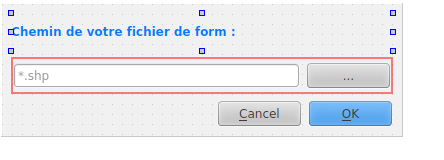 Chemin de votre fichier de form :
*.shp
...
Cancel
OK